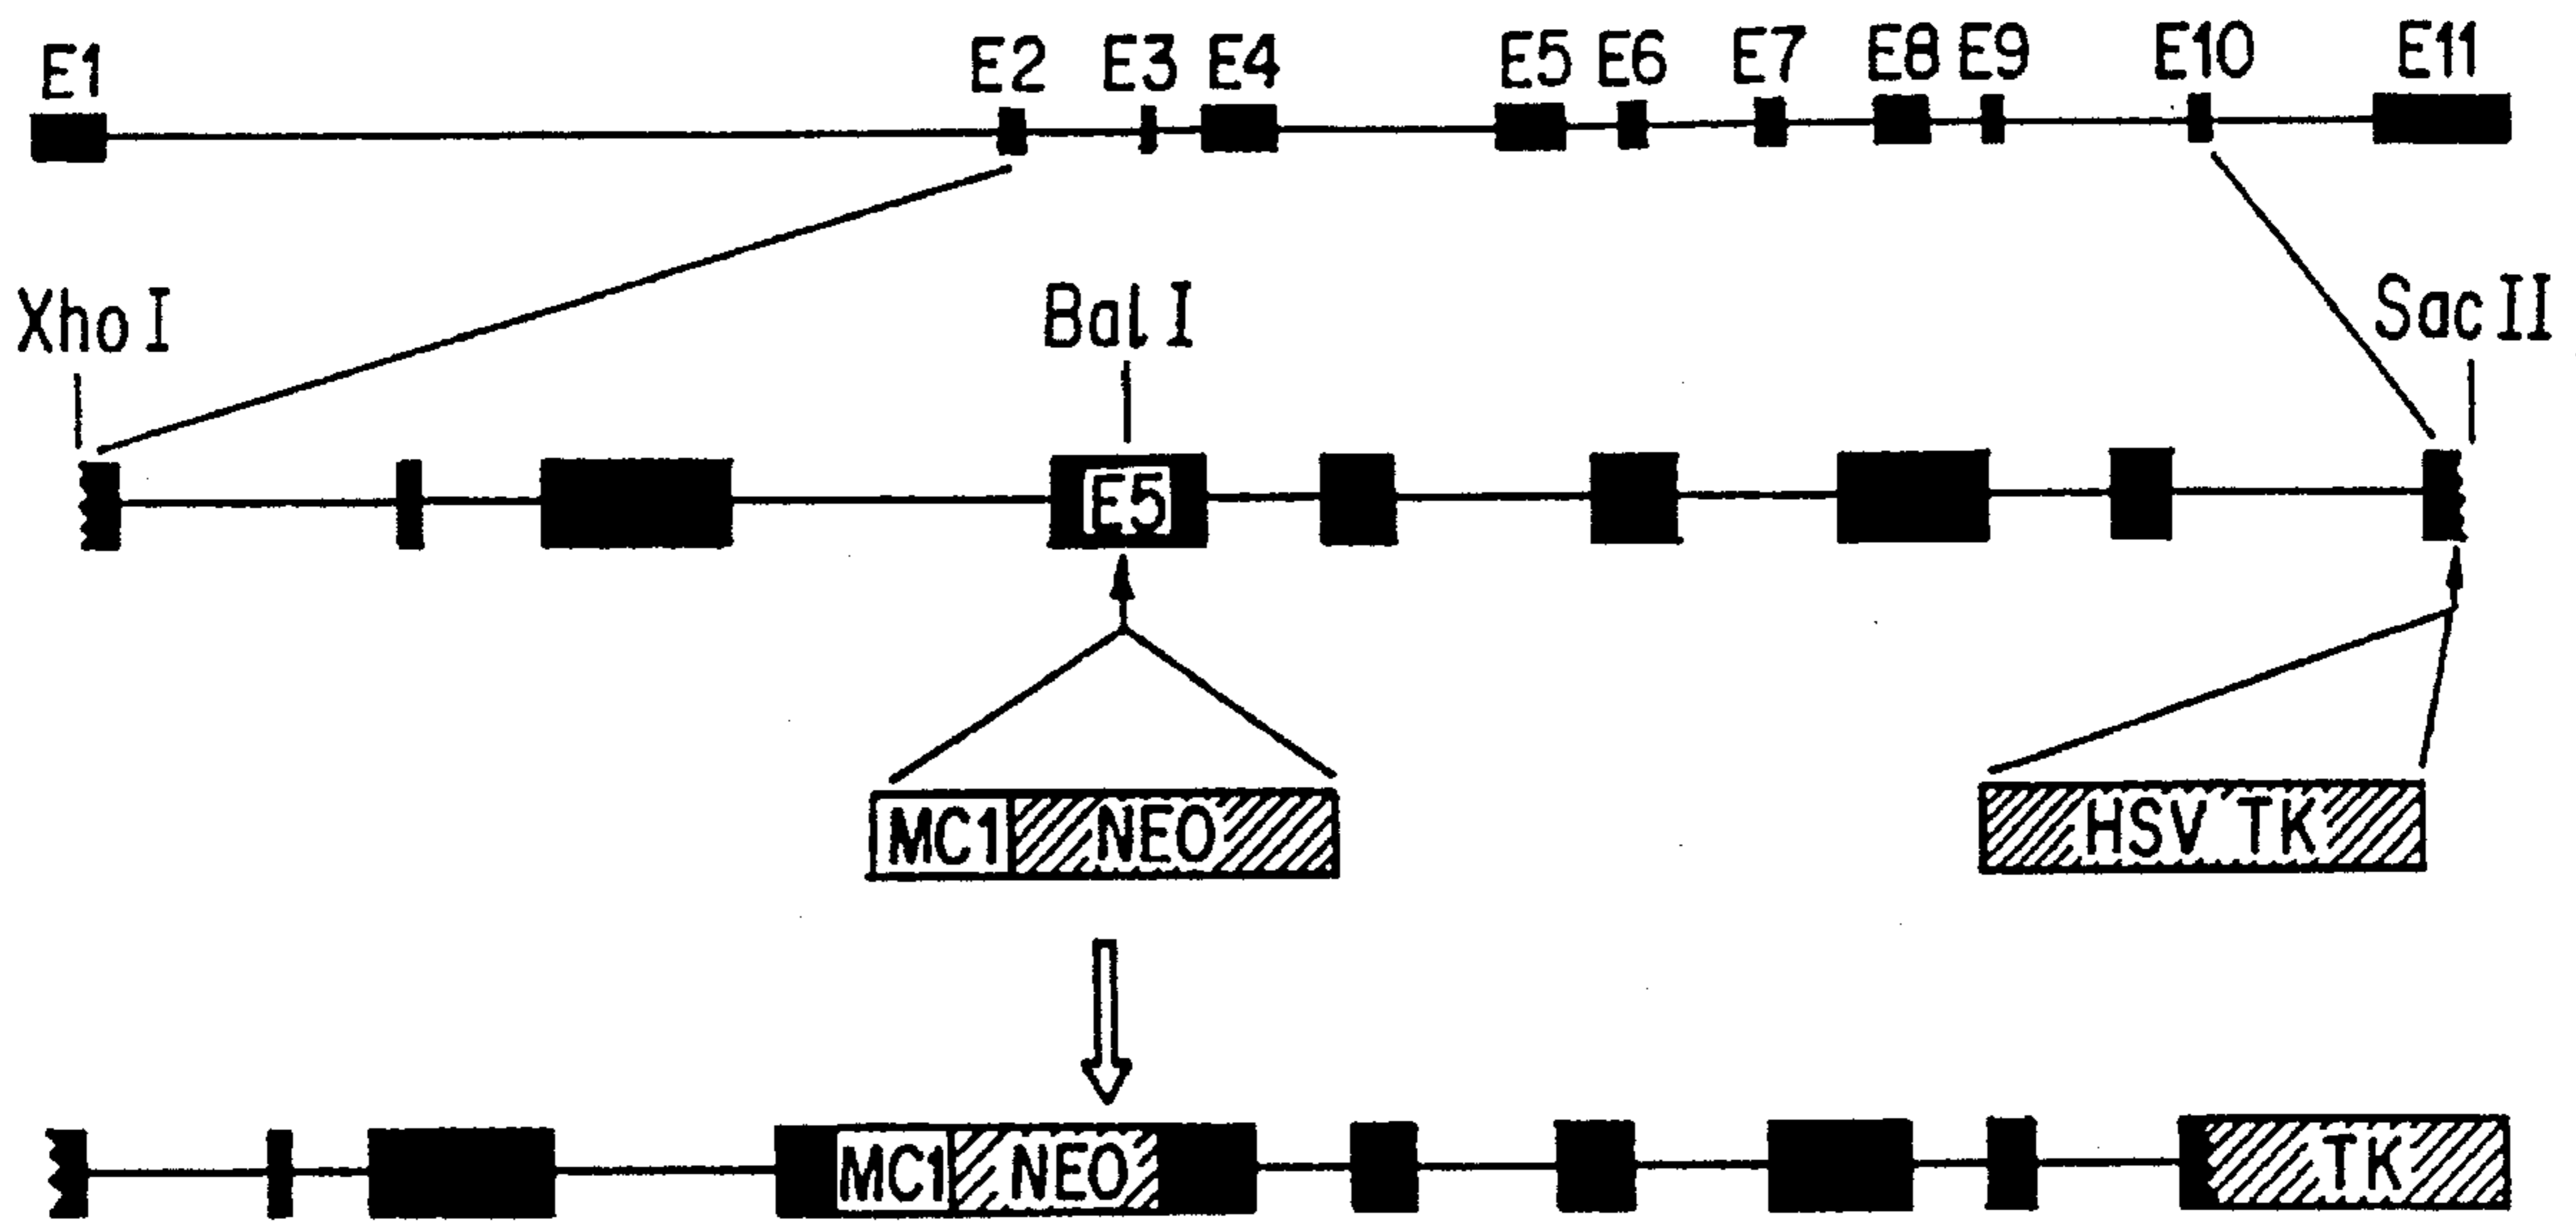 E1 E2 E3 E4 E5 E6 E7 E8 E9 E10 E11
Xho I Bal I Sac II
E5
MC1 NEO HSV TK
MC1 NEO TK